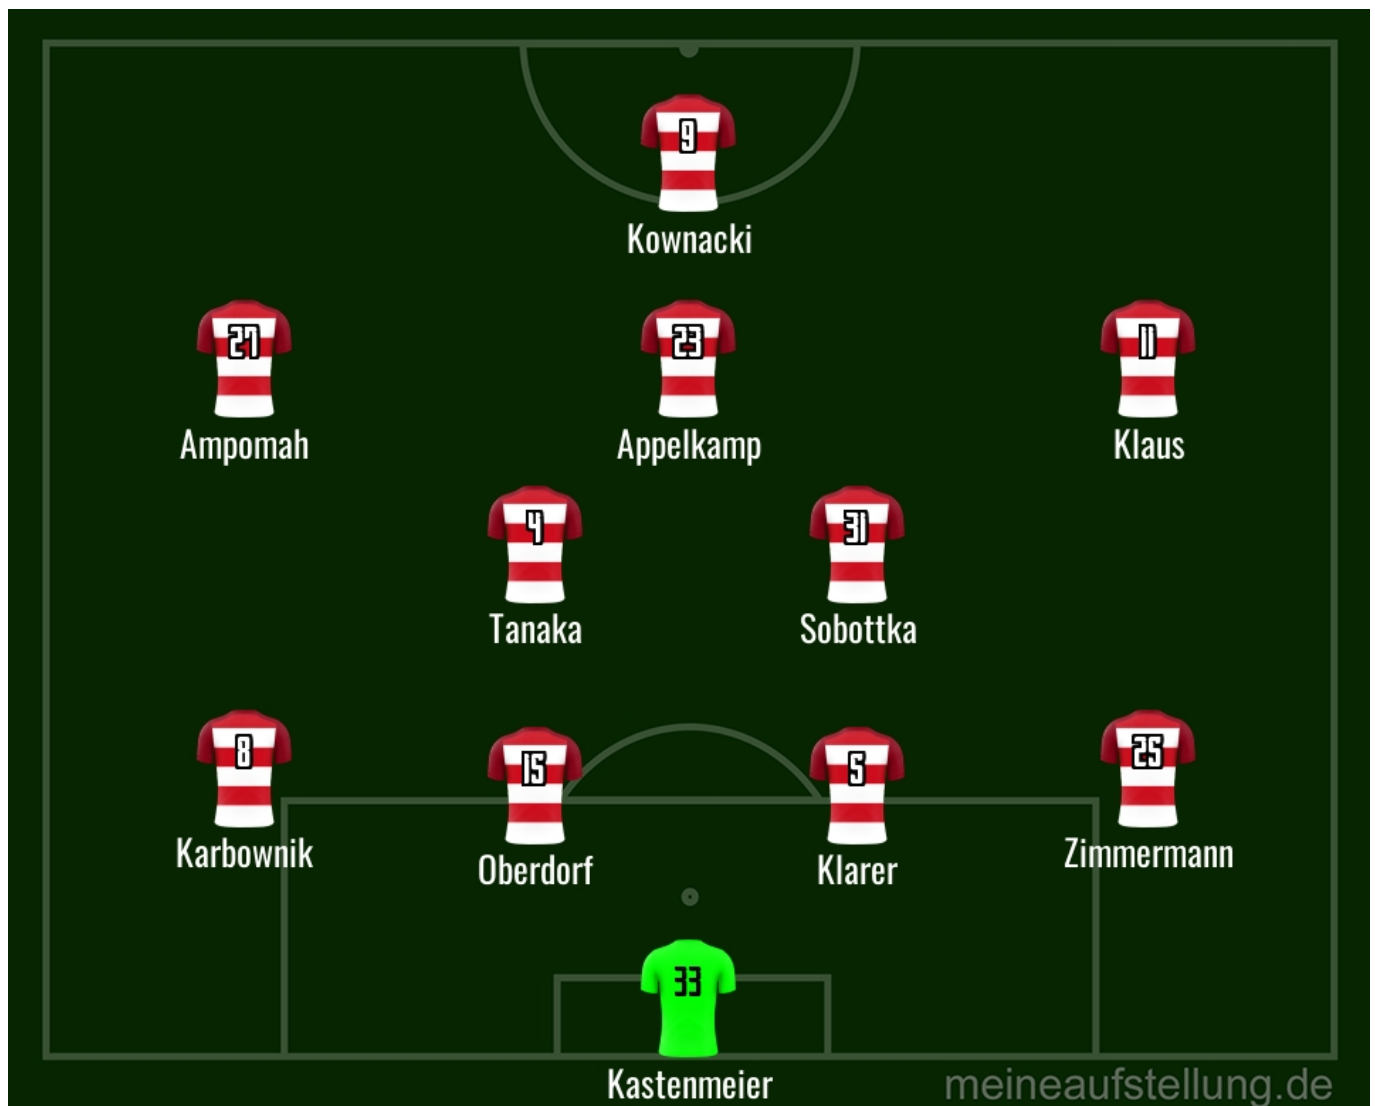 9
Kownacki
27 23 11
Ampomah Appelkamp Klaus
4 31
Tanaka Sobottka
8 15 5 25
Karbownik Oberdorf Klarer Zimmermann
33
Kastenmeier
meineaufstellung.de